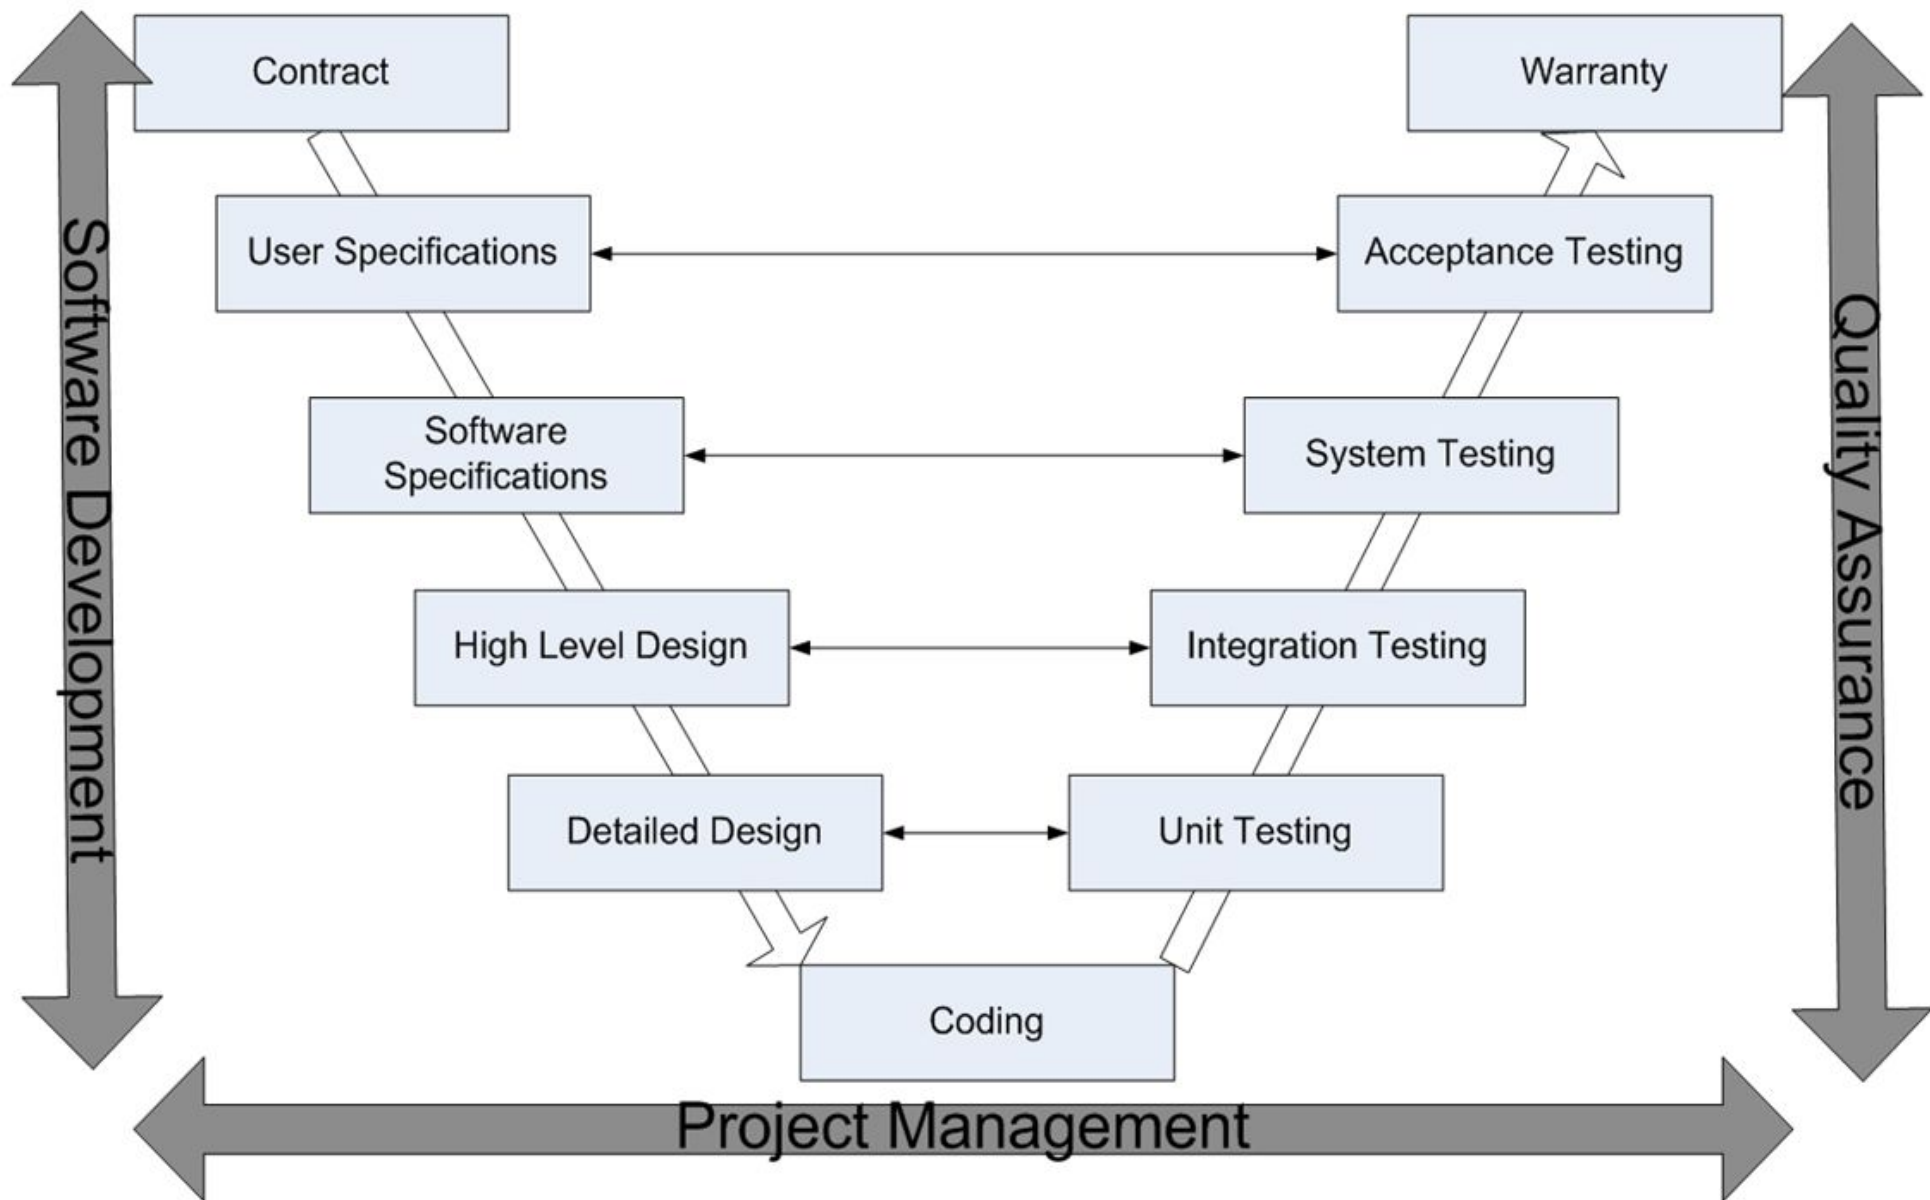 Contract
Warranty
User Specifications
Acceptance Testing
Software
Specifications
System Testing
High Level Design
Integration Testing
Detailed Design
Unit Testing
Coding
Software Development
Quality Assurance
Project Management